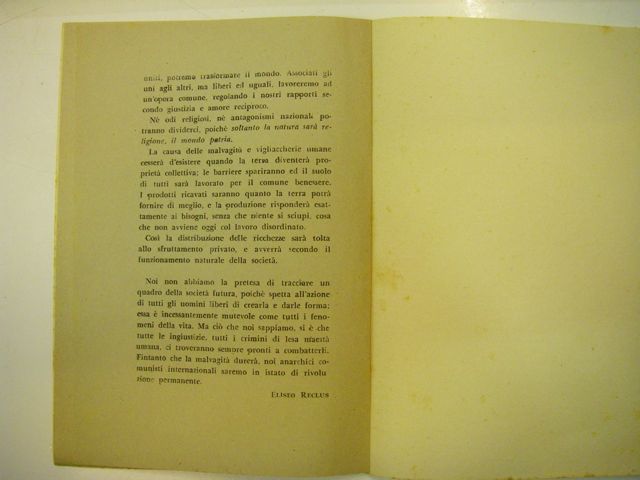 uniti, potremo trasformare il mondo. Associati gli
uni agli altri, ma liberi ed uguali, lavoreremo ad
un'opera comune, regolando i nostri rapporti se-
condo giustizia e amore reciproco.
Nè odi religiosi, nè antagonismi nazionali po-
tranno dividerci, poichè soltanto la natura sarà re-
ligione, il mondo patria.
La causa delle malvagità e vigliaccherie umane
cesserà d'esistere quando la terra diventerà pro-
prietà collettiva; le barriere spariranno ed il suolo
di tutti sarà lavorato per il comune benessere.
I prodotti ricavati saranno quanto la terra potrà
fornire di meglio, e la produzione risponderà esat-
tamente ai bisogni, senza che niente si sciupi, cosa
che non avviene oggi col lavoro disordinato.
Così la distribuzione delle ricchezze sarà tolta
allo sfruttamento privato, e avverrà secondo il
funzionamento naturale della società.
Noi non abbiamo la pretesa di tracciare un
quadro della società futura, poichè spetta all'azione
di tutti gli uomini liberi di crearla e darle forma;
essa è incessantemente mutevole come tutti i feno-
meni della vita. Ma ciò che noi sappiamo, si è che
tutte le ingiustizie, tutti i crimini di lesa maestà
umana, ci troveranno sempre pronti a combatterli.
Fintanto che la malvagità durerà, noi anarchici co-
munisti internazionali saremo in istato di rivolu
zione permanente.
ELISEO RECLUS